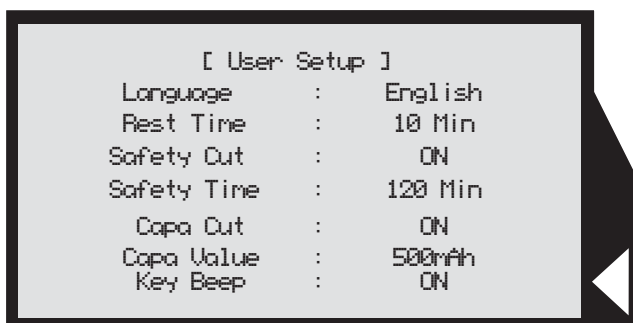 [ User Setup ]
Language : English
Rest Time : 10 Min
Safety Cut : ON
Safety Time : 120 Min
Capa Cut : ON
Capa Value : 500mAh
Key Beep : ON